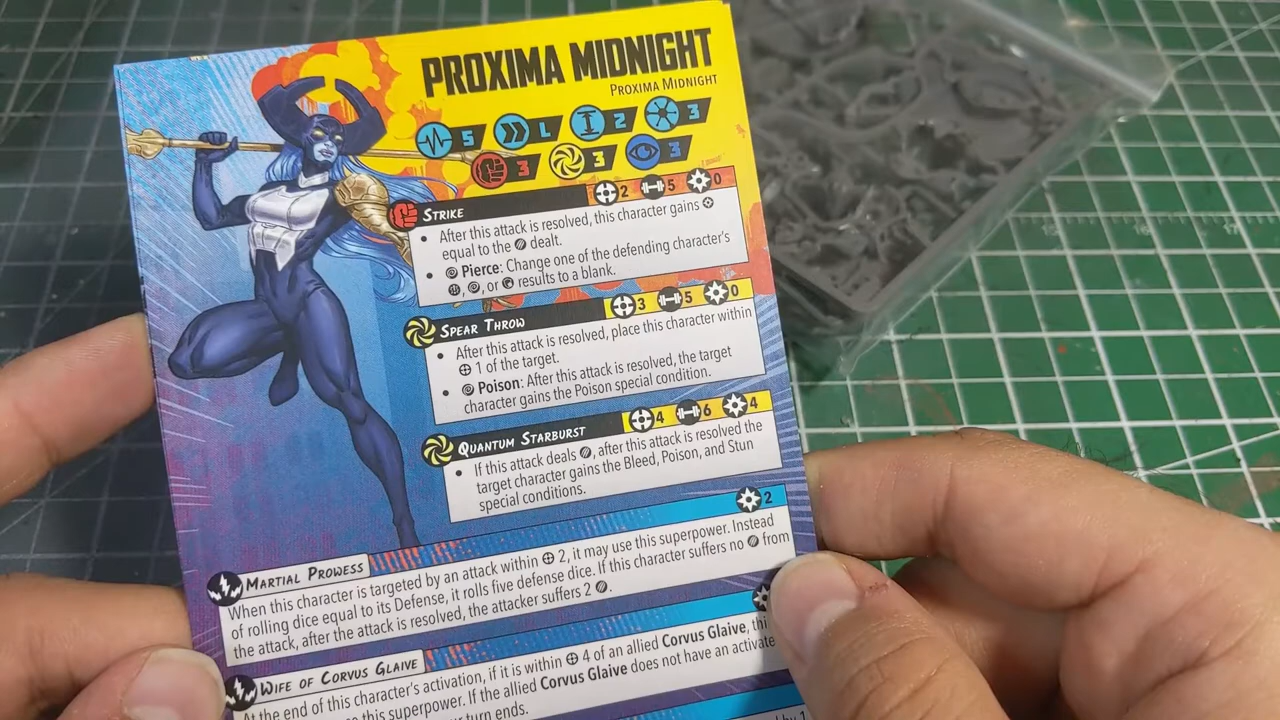 PROXIMA MIDNIGHT
PROXIMA MIDNIGHT
5 L 2 3
3 3 3
STRIKE 2 5 0
• After this attack is resolved, this character gains
equal to the dealt.
• Pierce: Change one of the defending character's
, , or results to a blank.
SPEAR THROW 3 5 0
• After this attack is resolved, place this character within
1 of the target.
• Poison: After this attack is resolved, the target
character gains the Poison special condition.
QUANTUM STARBURST 4 6 4
• If this attack deals , after this attack is resolved the
target character gains the Bleed, Poison, and Stun
special conditions.
MARTIAL PROWESS 2
When this character is targeted by an attack within 2, it may use this superpower. Instead
of rolling dice equal to its Defense, it rolls five defense dice. If this character suffers no from
the attack, after the attack is resolved, the attacker suffers 2 .
WIFE OF CORVUS GLAIVE
At the end of this character's activation, if it is within 4 of an allied Corvus Glaive,
this superpower. If the allied Corvus Glaive does not have an
turn ends.
by 1
15
17